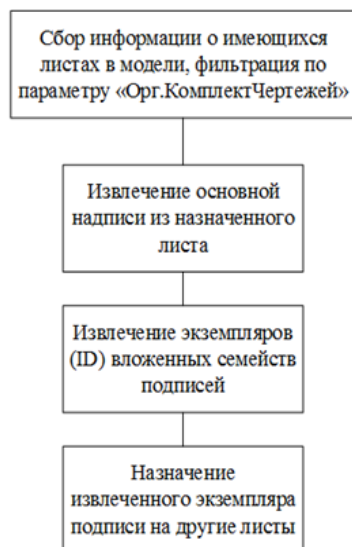 Сбор информации о имеющихся
листах в модели, фильтрация по
параметру «Орг.КомплектЧертежей»
Извлечение основной
надписи из назначенного
листа
Извлечение экземпляров
(ID) вложенных семейств
подписей
Назначение
извлеченного экземпляра
подписи на другие листы